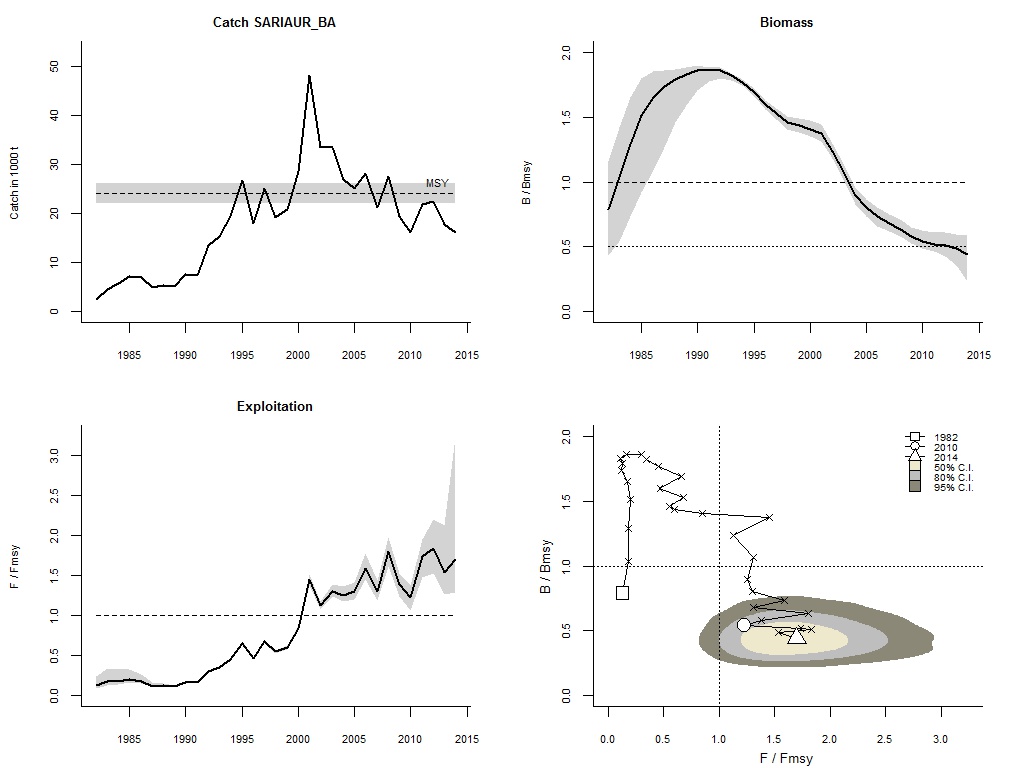 Catch SARIAUR_BA
Catch in 1000 t
50
40
30
20
10
0
MSY
1985 1990 1995 2000 2005 2010 2015
Biomass
B / Bmsy
2.0
1.5
1.0
0.5
0.0
1985 1990 1995 2000 2005 2010 2015
Exploitation
F / Fmsy
3.0
2.5
2.0
1.5
1.0
0.5
0.0
1985 1990 1995 2000 2005 2010 2015
B / Bmsy
2.0
1.5
1.0
0.5
0.0
1982
2010
2014
50% C.I.
80% C.I.
95% C.I.
0.0 0.5 1.0 1.5 2.0 2.5 3.0
F / Fmsy